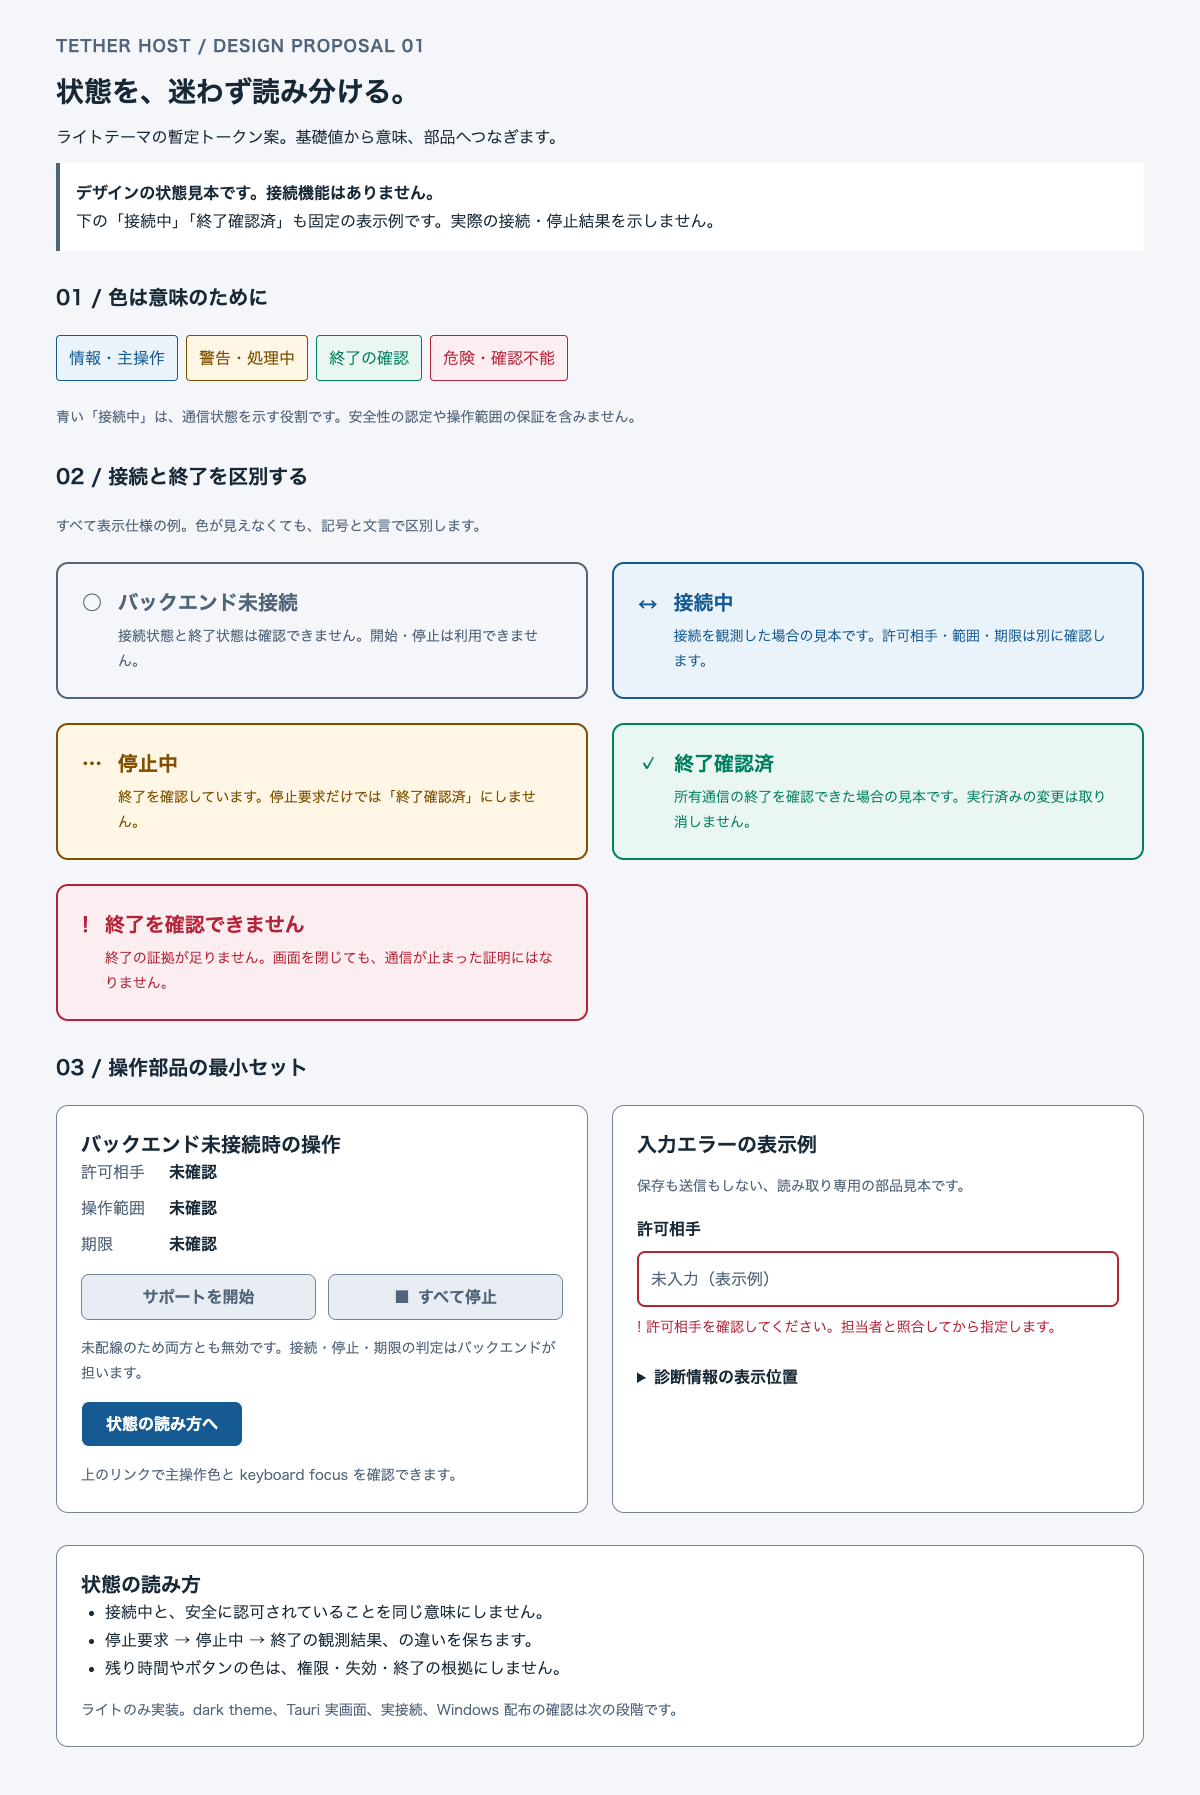 TETHER HOST / DESIGN PROPOSAL 01
状態を、迷わず読み分ける。
ライトテーマの暫定トークン案。基礎値から意味、部品へつなぎます。
デザインの状態見本です。接続機能はありません。
下の「接続中」「終了確認済」も固定の表示例です。実際の接続・停止結果を示しません。
01 / 色は意味のために
情報・主操作
警告・処理中
終了の確認
危険・確認不能
青い「接続中」は、通信状態を示す役割です。安全性の認定や操作範囲の保証を含みません。
02 / 接続と終了を区別する
すべて表示仕様の例。色が見えなくても、記号と文言で区別します。
○ バックエンド未接続
接続状態と終了状態は確認できません。開始・停止は利用できませ
ん。
↔ 接続中
接続を観測した場合の見本です。許可相手・範囲・期限は別に確認し
ます。
… 停止中
終了を確認しています。停止要求だけでは「終了確認済」にしませ
ん。
✓ 終了確認済
所有通信の終了を確認できた場合の見本です。実行済みの変更は取り
消しません。
! 終了を確認できません
終了の証拠が足りません。画面を閉じても、通信が止まった証明にはな
りません。
03 / 操作部品の最小セット
バックエンド未接続時の操作
許可相手 未確認
操作範囲 未確認
期限 未確認
サポートを開始
■ すべて停止
未配線のため両方とも無効です。接続・停止・期限の判定はバックエンドが
担います。
状態の読み方へ
上のリンクで主操作色と keyboard focus を確認できます。
入力エラーの表示例
保存も送信もしない、読み取り専用の部品見本です。
許可相手
未入力（表示例）
! 許可相手を確認してください。担当者と照合してから指定します。
▶ 診断情報の表示位置
状態の読み方
• 接続中と、安全に認可されていることを同じ意味にしません。
• 停止要求 → 停止中 → 終了の観測結果、の違いを保ちます。
• 残り時間やボタンの色は、権限・失効・終了の根拠にしません。
ライトのみ実装。dark theme、Tauri 実画面、実接続、Windows 配布の確認は次の段階です。